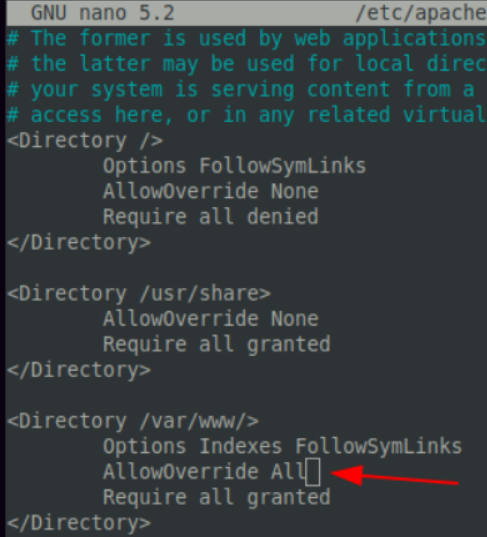 GNU nano 5.2 /etc/apache
# The former is used by web applications
# the latter may be used for local direc
# your system is serving content from a
# access here, or in any related virtual
<Directory />
        Options FollowSymLinks
        AllowOverride None
        Require all denied
</Directory>

<Directory /usr/share>
        AllowOverride None
        Require all granted
</Directory>

<Directory /var/www/>
        Options Indexes FollowSymLinks
        AllowOverride All
        Require all granted
</Directory>